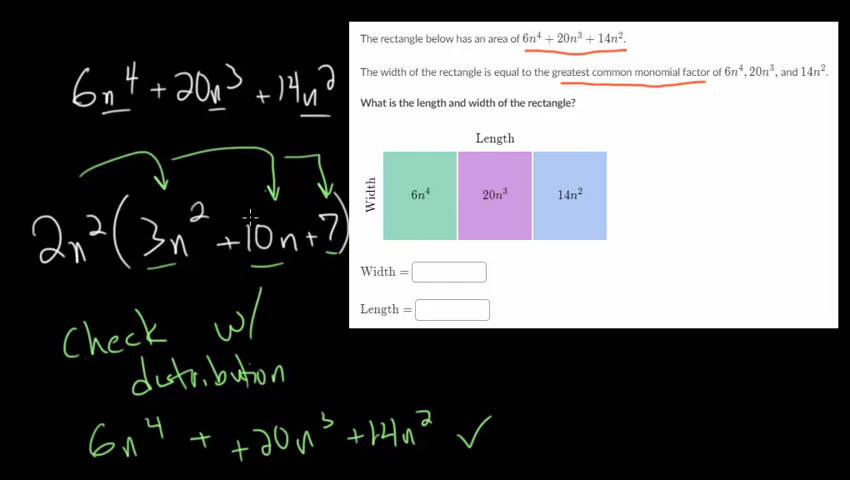 6n⁴ + 20n³ + 14n²
2n² (3n² + 10n + 7)
check w/
distribution
6n⁴ + + 20n³ + 14n² ✓
The rectangle below has an area of 6n⁴ + 20n³ + 14n².
The width of the rectangle is equal to the greatest common monomial factor of 6n⁴, 20n³, and 14n².
What is the length and width of the rectangle?
Length
Width
6n⁴ 20n³ 14n²
Width =
Length =